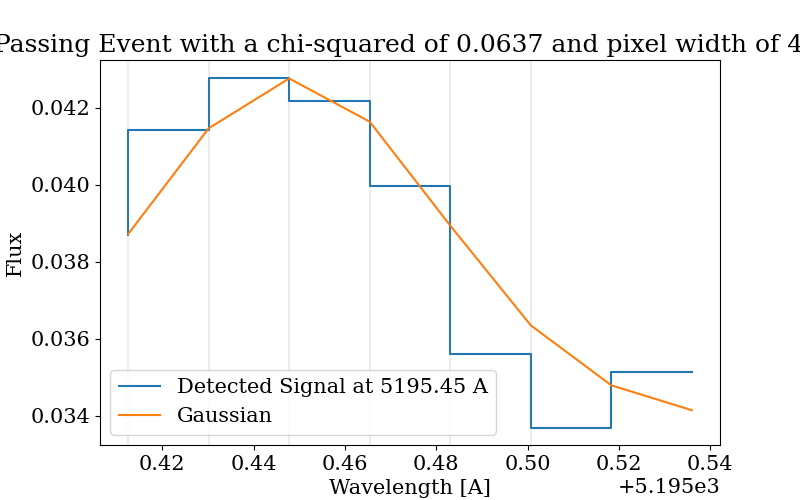 Passing Event with a chi-squared of 0.0637 and pixel width of 4
Flux
0.042
0.040
0.038
0.036
0.034
Detected Signal at 5195.45 A
Gaussian
0.42 0.44 0.46 0.48 0.50 0.52 0.54
Wavelength [A]
+5.195e3